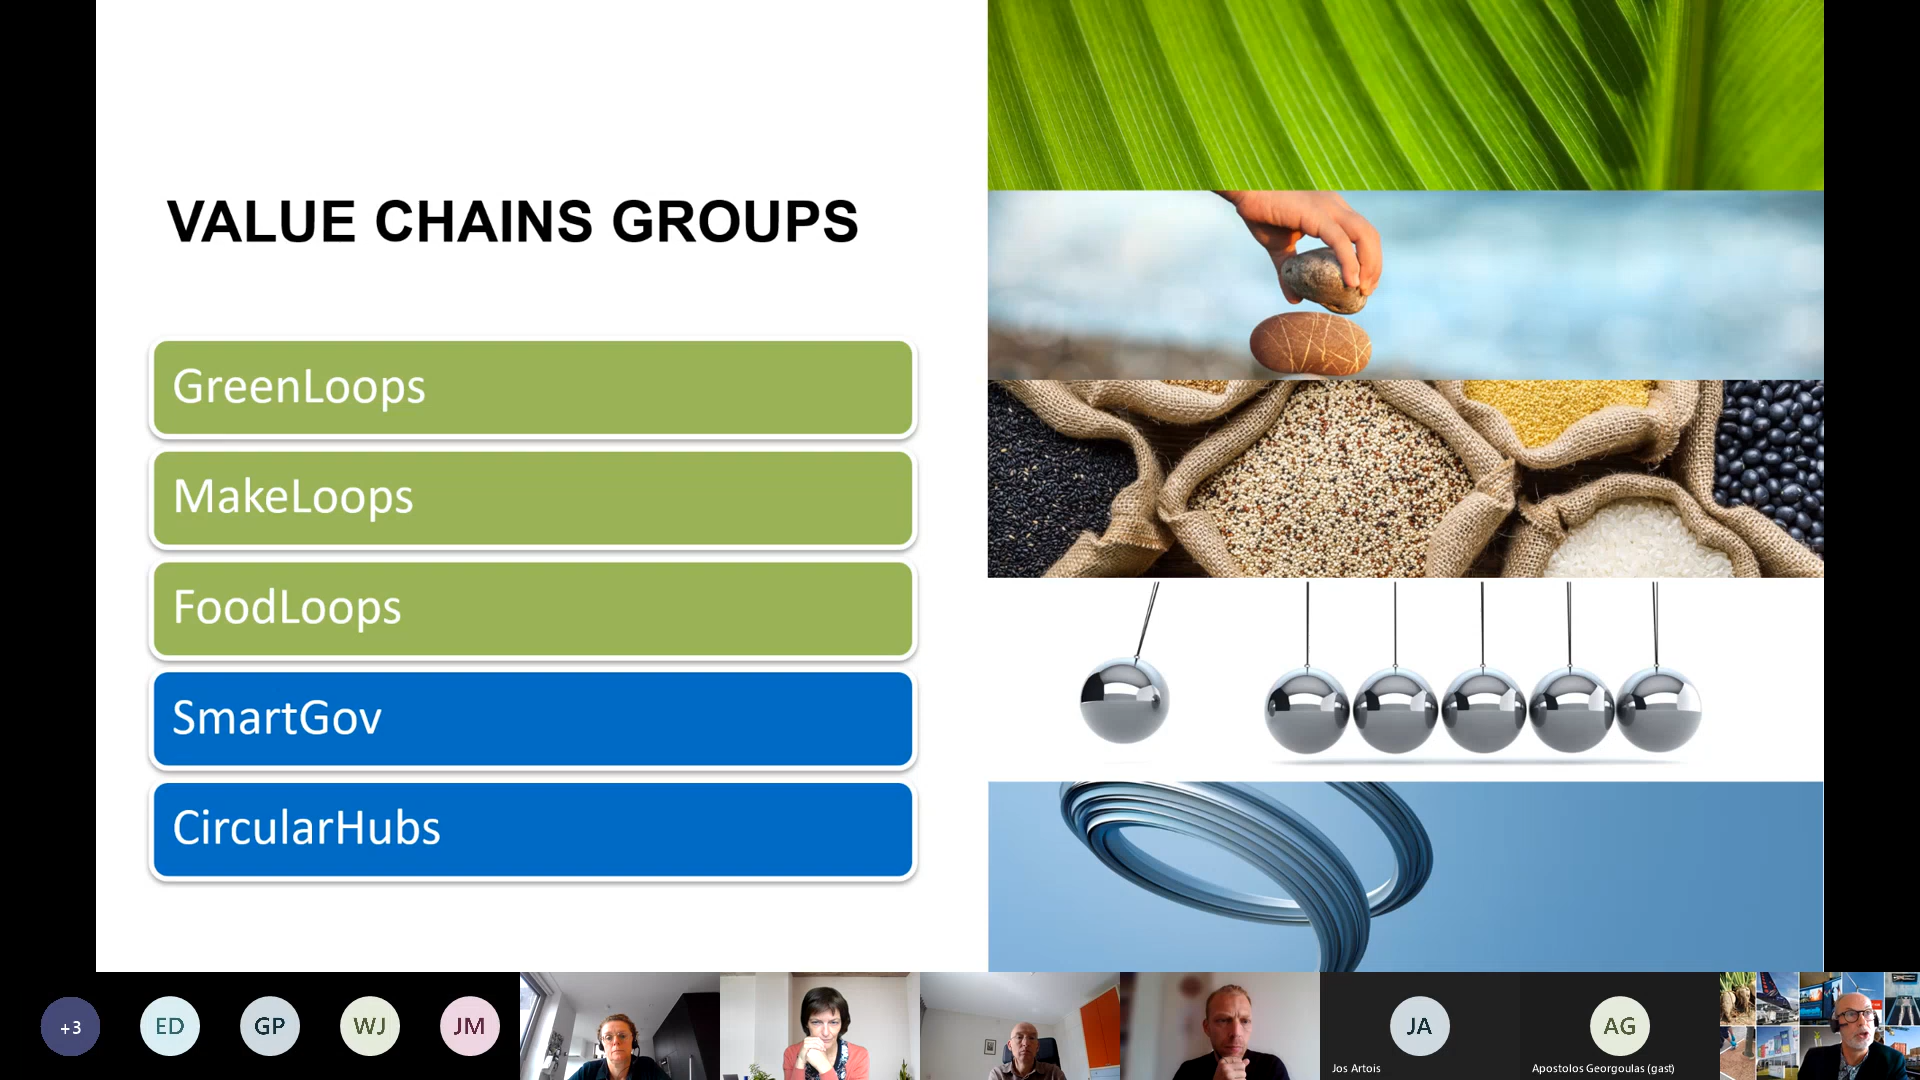 VALUE CHAINS GROUPS
GreenLoops
MakeLoops
FoodLoops
SmartGov
CircularHubs
+3
ED
GP
WJ
JM
JA
Jos Artois
AG
Apostolos Georgoulas (gast)